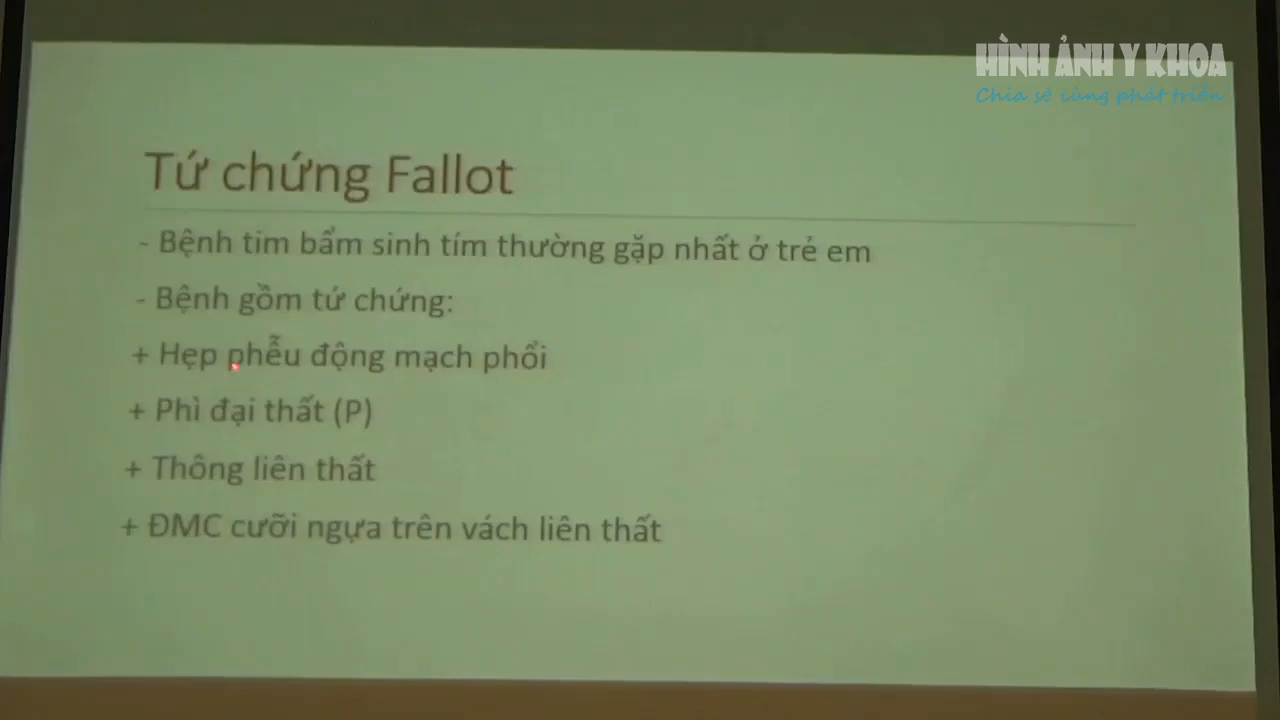 HÌNH ẢNH Y KHOA
Chia sẻ cùng phát triển
Tứ chứng Fallot
- Bệnh tim bẩm sinh tím thường gặp nhất ở trẻ em
- Bệnh gồm tứ chứng:
+ Hẹp phễu động mạch phổi
+ Phì đại thất (P)
+ Thông liên thất
+ ĐMC cưỡi ngựa trên vách liên thất